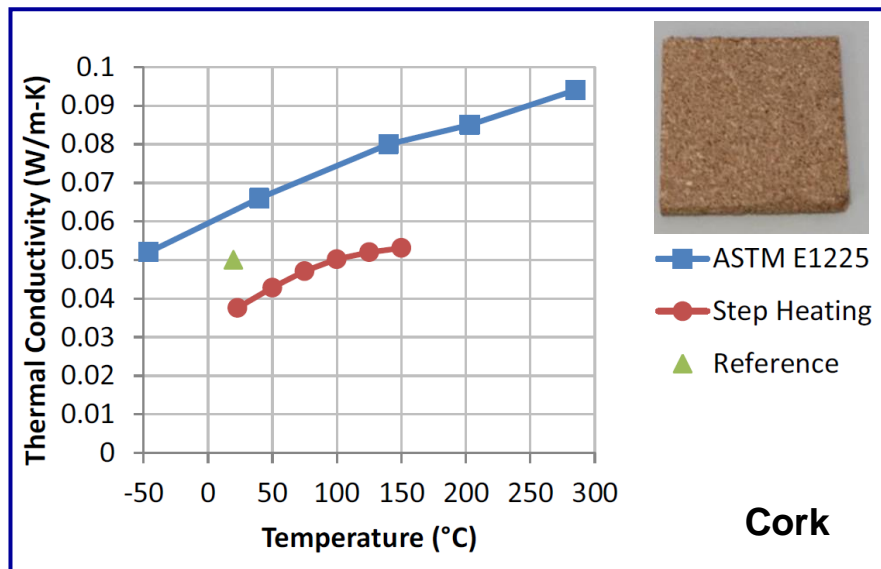 Thermal Conductivity (W/m-K)
0.1
0.09
0.08
0.07
0.06
0.05
0.04
0.03
0.02
0.01
0
-50 0 50 100 150 200 250 300
Temperature (°C)
ASTM E1225
Step Heating
Reference
Cork